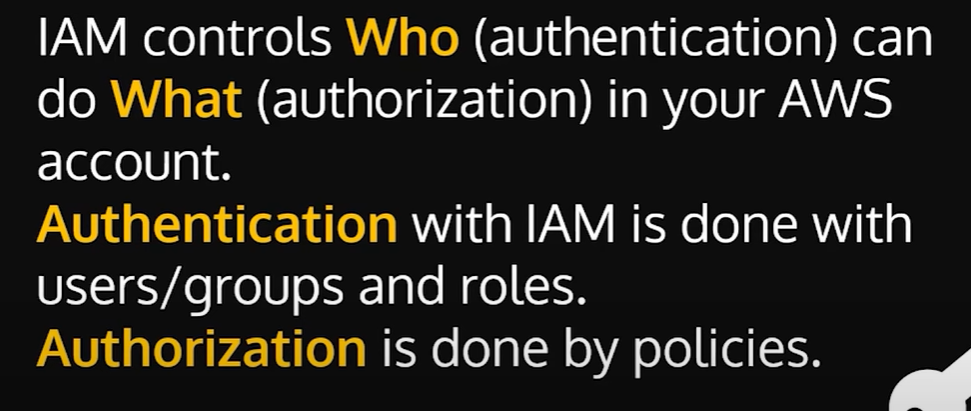 IAM controls Who (authentication) can
do What (authorization) in your AWS
account.
Authentication with IAM is done with
users/groups and roles.
Authorization is done by policies.